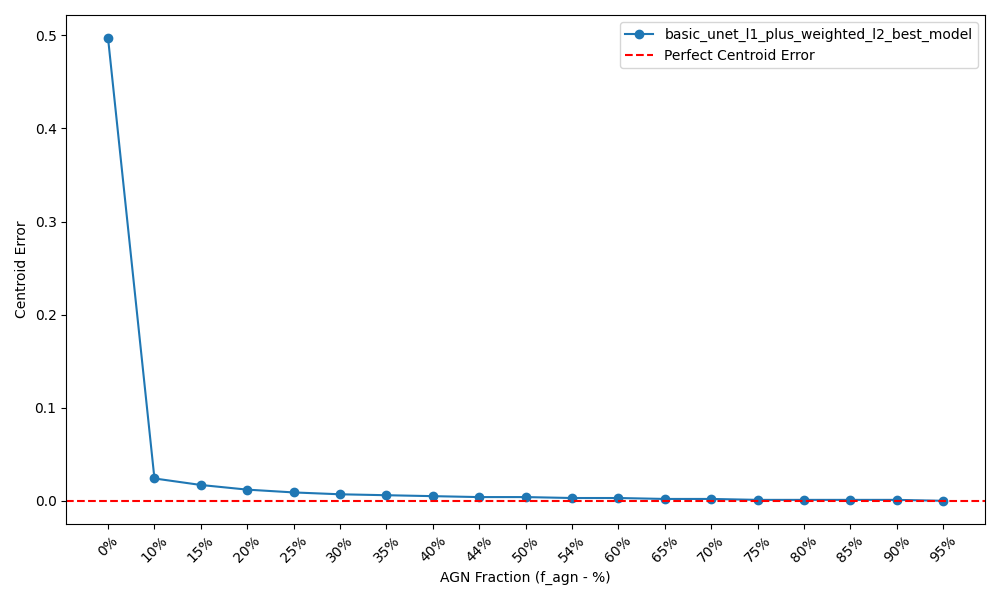 basic_unet_l1_plus_weighted_l2_best_model
Perfect Centroid Error
Centroid Error
0.5
0.4
0.3
0.2
0.1
0.0
0% 10% 15% 20% 25% 30% 35% 40% 44% 50% 54% 60% 65% 70% 75% 80% 85% 90% 95%
AGN Fraction (f_agn - %)